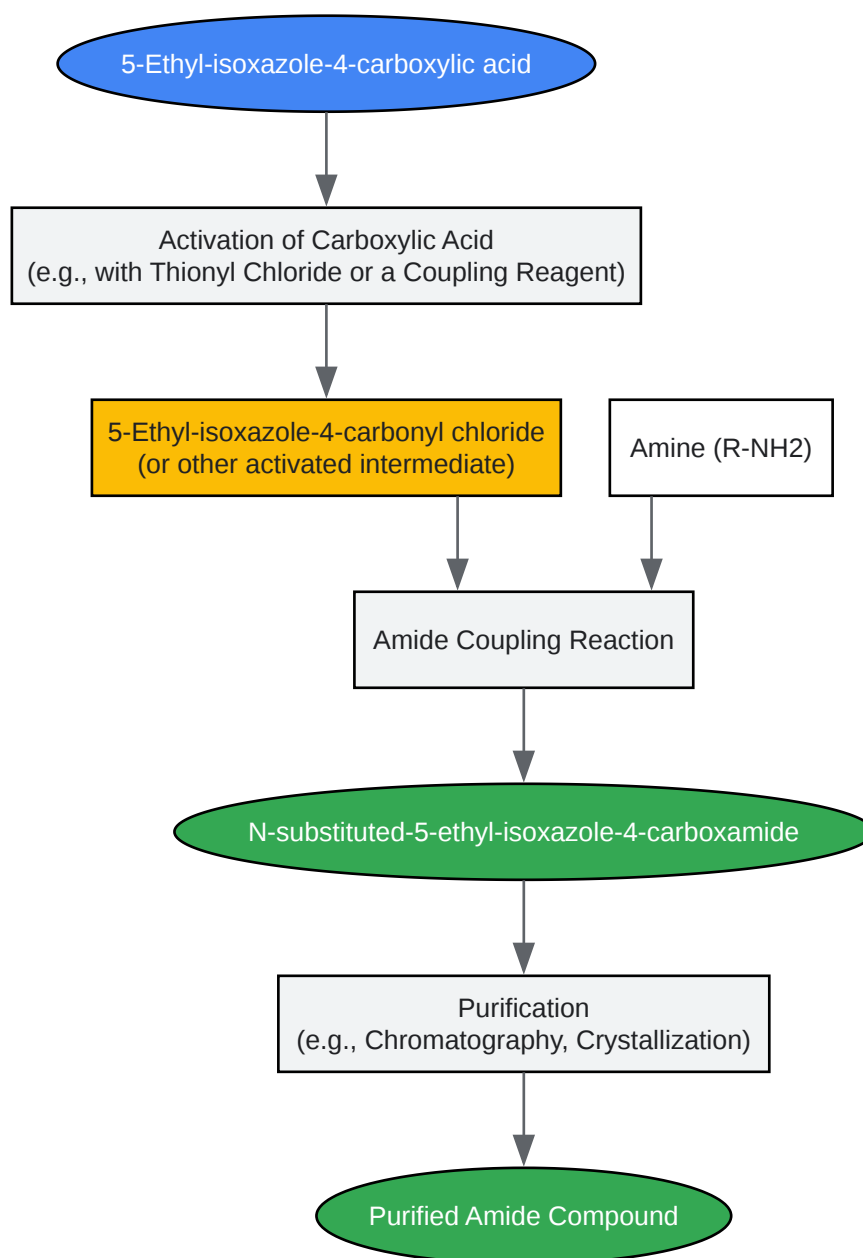 5-Ethyl-isoxazole-4-carboxylic acid
Activation of Carboxylic Acid
(e.g., with Thionyl Chloride or a Coupling Reagent)
5-Ethyl-isoxazole-4-carbonyl chloride
(or other activated intermediate)
Amine (R-NH2)
Amide Coupling Reaction
N-substituted-5-ethyl-isoxazole-4-carboxamide
Purification
(e.g., Chromatography, Crystallization)
Purified Amide Compound